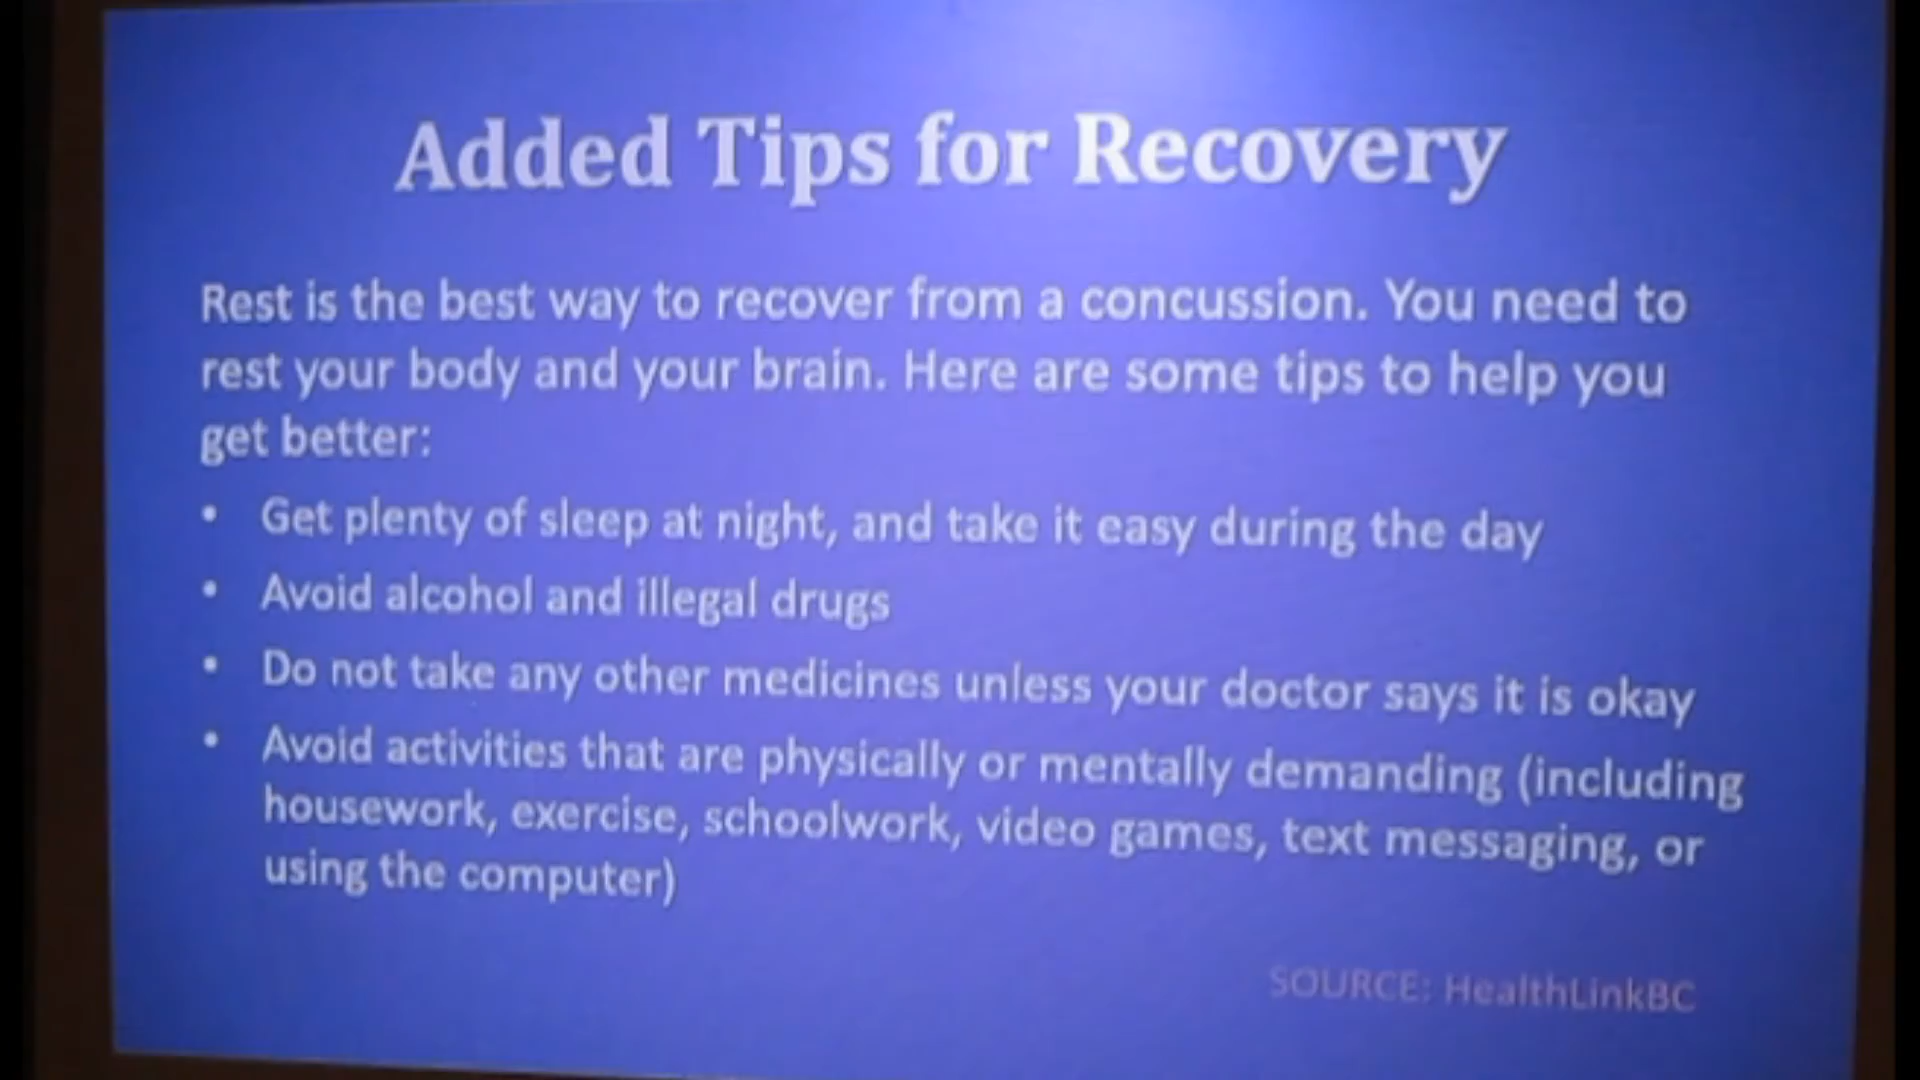 Added Tips for Recovery
Rest is the best way to recover from a concussion. You need to
rest your body and your brain. Here are some tips to help you
get better:
• Get plenty of sleep at night, and take it easy during the day
• Avoid alcohol and illegal drugs
• Do not take any other medicines unless your doctor says it is okay
• Avoid activities that are physically or mentally demanding (including
housework, exercise, schoolwork, video games, text messaging, or
using the computer)
SOURCE: HealthLinkBC